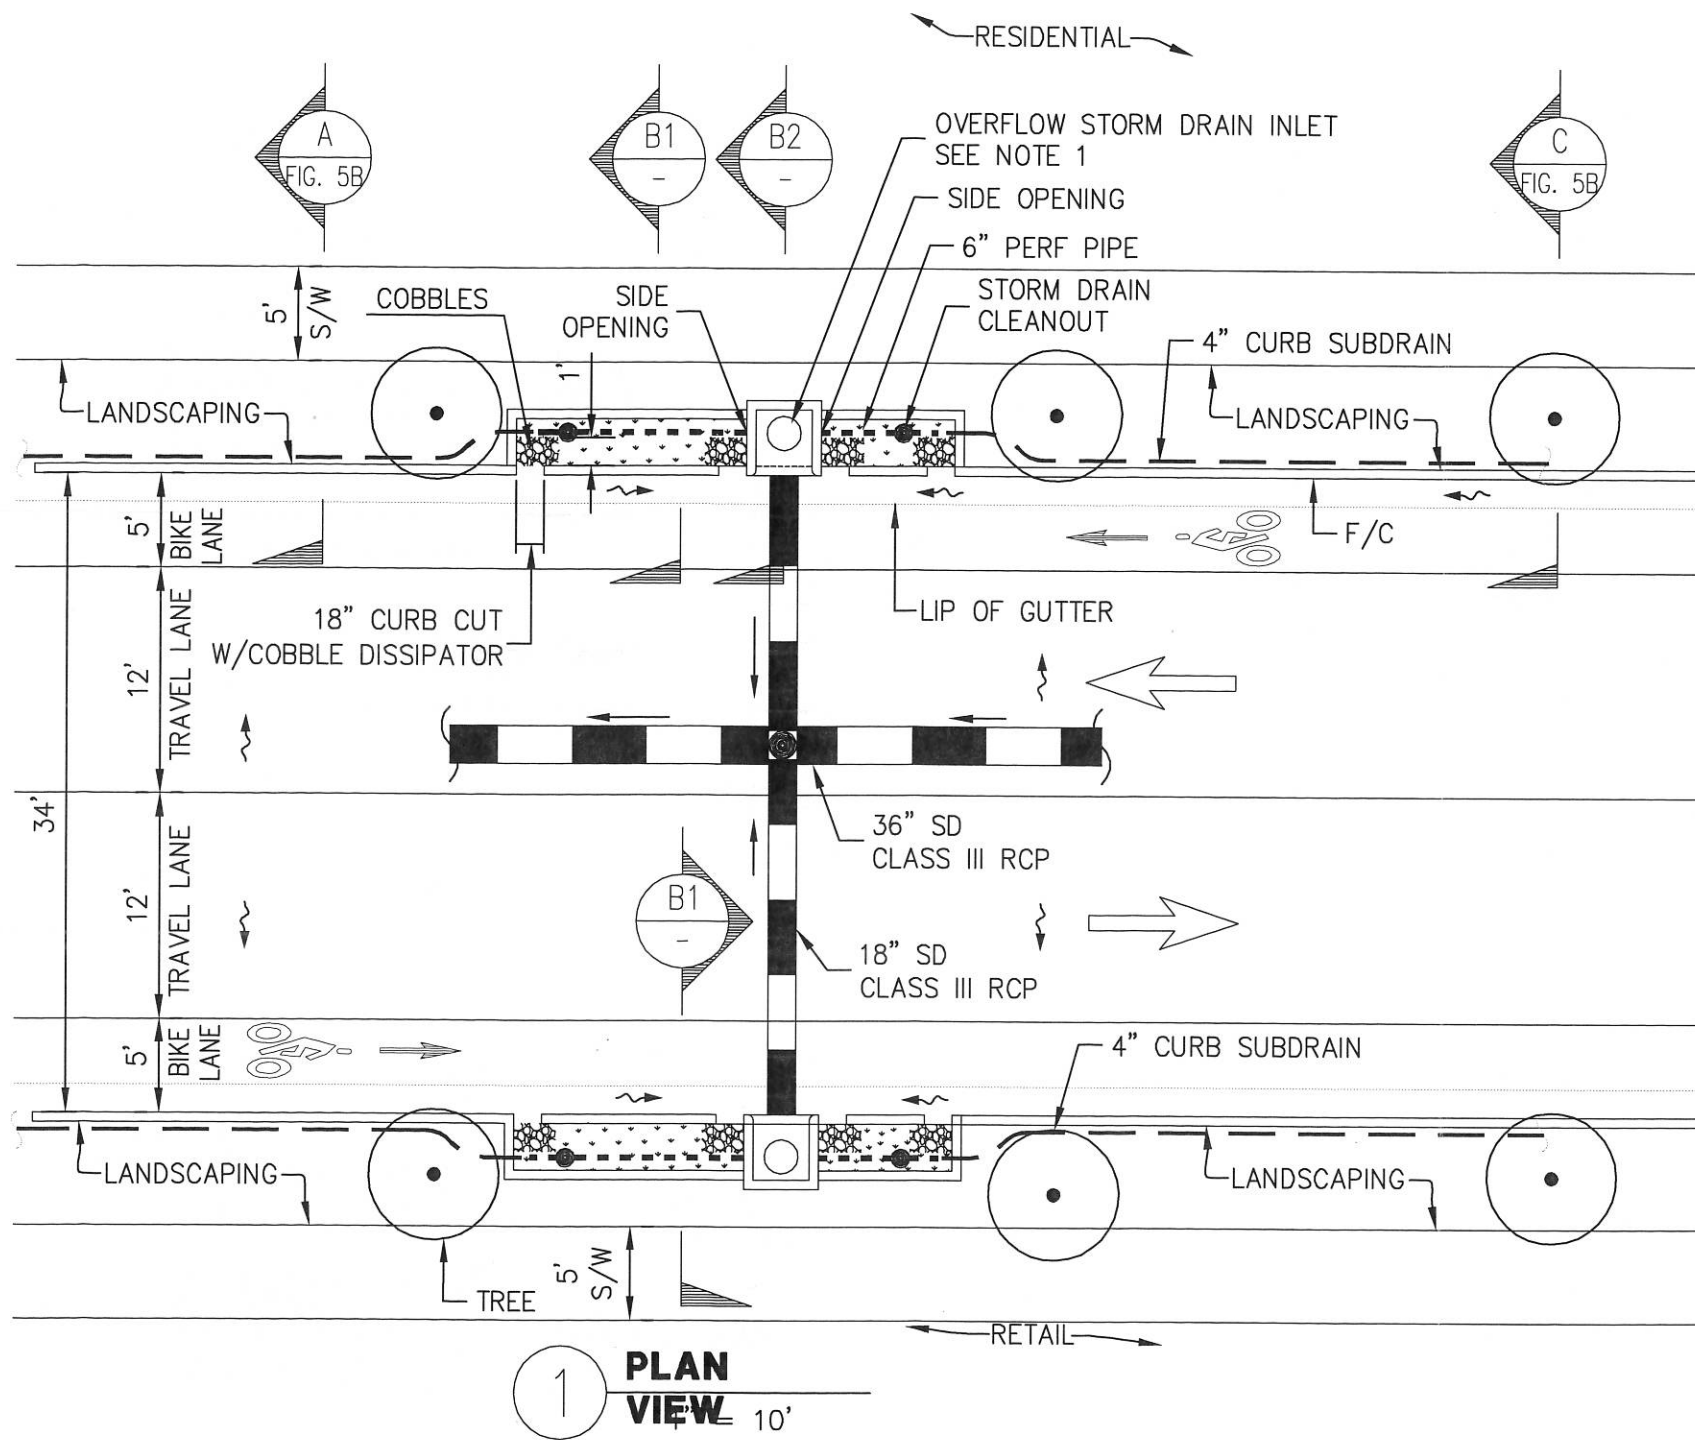 RESIDENTIAL
A
FIG. 5B
B1
-
B2
-
OVERFLOW STORM DRAIN INLET
SEE NOTE 1
C
FIG. 5B
SIDE OPENING
6" PERF PIPE
STORM DRAIN
CLEANOUT
5'
S/W
COBBLES
SIDE
OPENING
1'
4" CURB SUBDRAIN
LANDSCAPING
LANDSCAPING
5'
BIKE
LANE
F/C
18" CURB CUT
W/COBBLE DISSIPATOR
LIP OF GUTTER
12'
TRAVEL LANE
34'
36" SD
CLASS III RCP
12'
TRAVEL LANE
B1
-
18" SD
CLASS III RCP
5'
BIKE
LANE
4" CURB SUBDRAIN
LANDSCAPING
LANDSCAPING
5'
S/W
TREE
RETAIL
1
PLAN
VIEW
1" = 10'